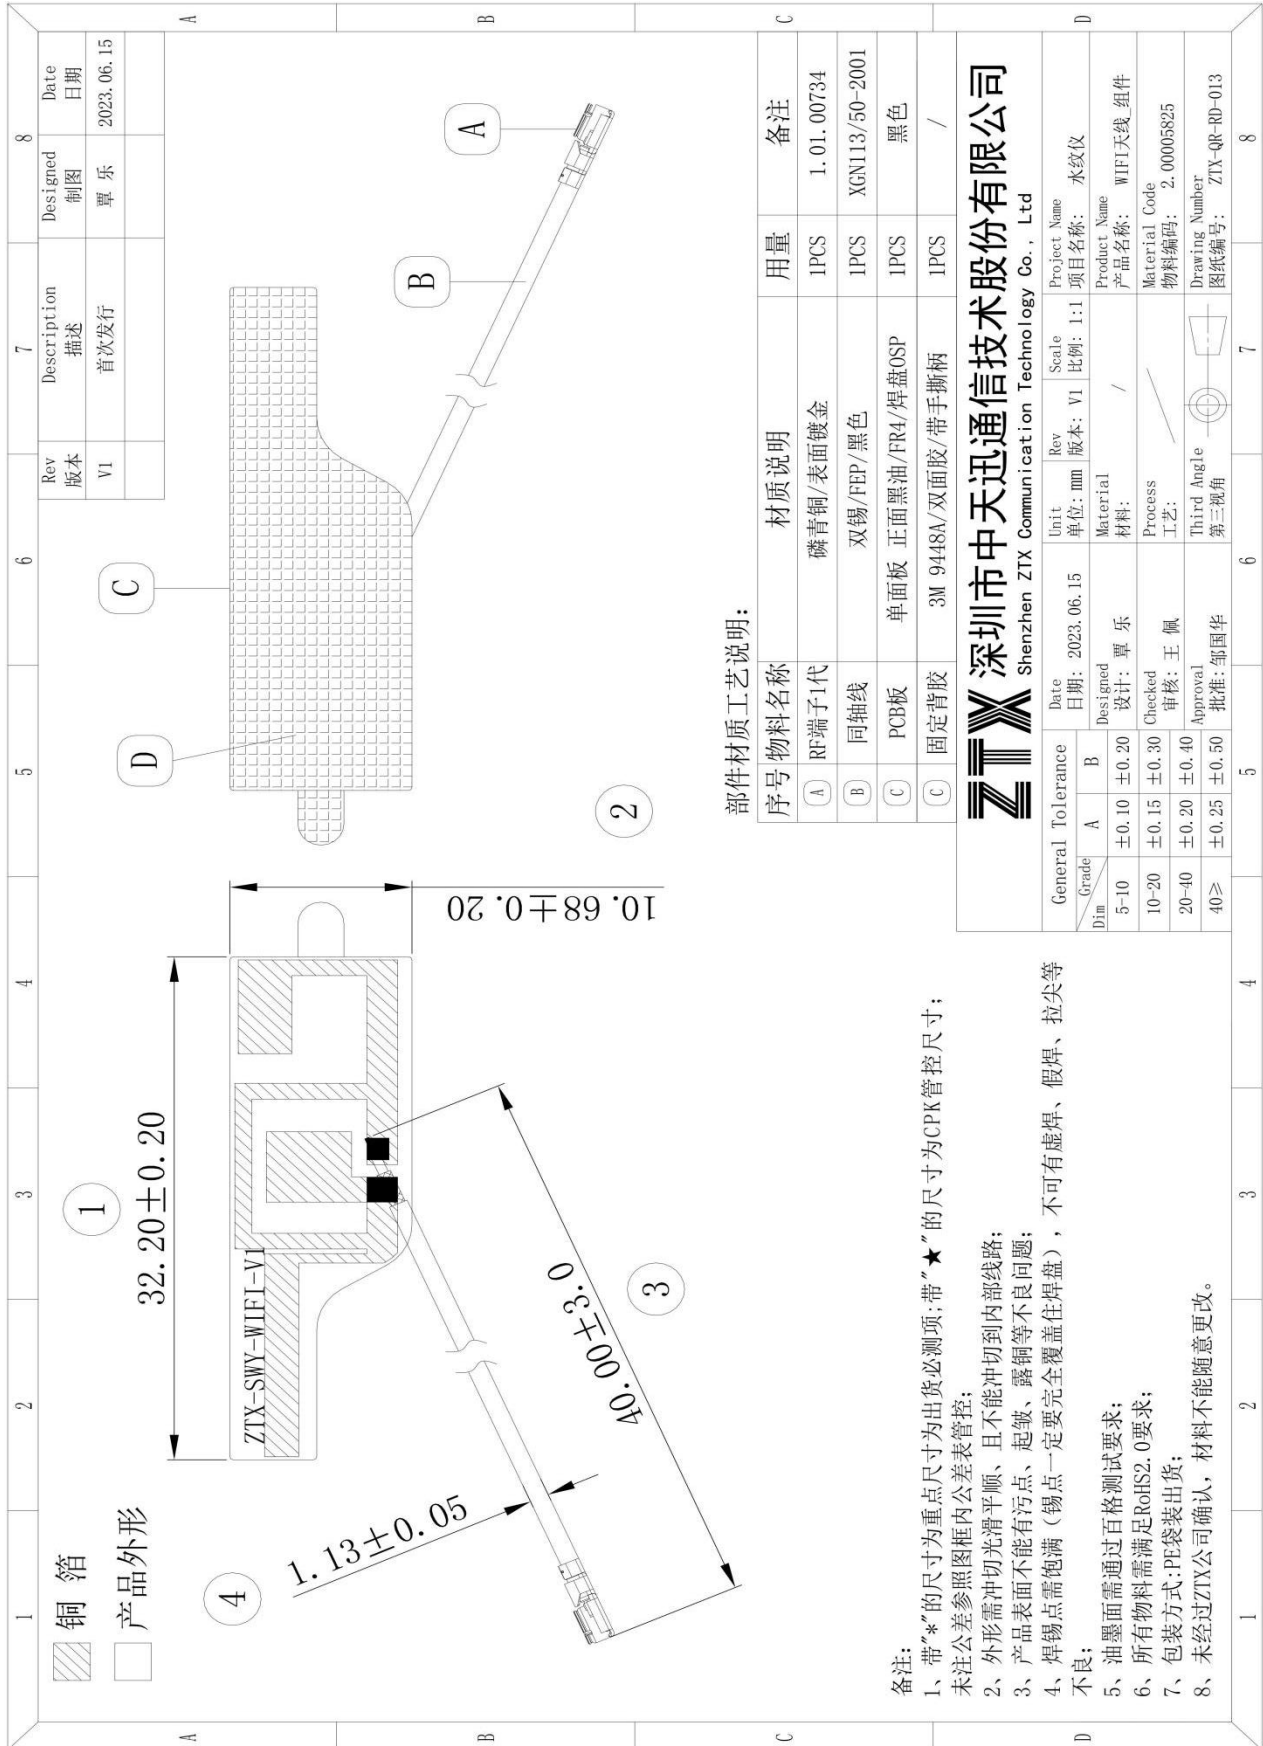 1 2 3 4 5 6 7 8
A
B
C
D
铜 箔
产品外形
1
32.20±0.20
ZTX-SWY-WIFI-V1
10.68±0.20
2
40.00±3.0
3
1.13±0.05
4
A
B
C
D
Rev Description Designed Date
版本 描述 制图 日期
V1 首次发行 覃 乐 2023.06.15
部件材质工艺说明:
序号 物料名称 材质说明 用量 备注
A RF端子1代 磷青铜/表面镀金 1PCS 1.01.00734
B 同轴线 双锡/FEP/黑色 1PCS XGN113/50-2001
C PCB板 单面板 正面黑油/FR4/焊盘OSP 1PCS 黑色
C 固定背胶 3M 9448A/双面胶/带手撕柄 1PCS /
ZTX 深圳市中天迅通信技术股份有限公司
Shenzhen ZTX Communication Technology Co., Ltd
General Tolerance
Dim Grade A B
5-10 ±0.10 ±0.20
10-20 ±0.15 ±0.30
20-40 ±0.20 ±0.40
40≥ ±0.25 ±0.50
Date
日期: 2023.06.15
Designed
设计: 覃 乐
Checked
审核: 王 佩
Approval
批准: 邹国华
Unit
单位: mm
Rev
版本: V1
Scale
比例: 1:1
Material
材料: /
Process
工艺:
Third Angle
第三视角
Project Name
项目名称: 水纹仪
Product Name
产品名称: WIFI天线_组件
Material Code
物料编码: 2.00005825
Drawing Number
图纸编号: ZTX-QR-RD-013
备注:
1、带"*"的尺寸为重点尺寸为出货必测项;带"★"的尺寸为CPK管控尺寸;
未注公差参照图框内公差表管控;
2、外形需冲切光滑平顺、且不能冲切到内部线路;
3、产品表面不能有污点、起皱、露铜等不良问题;
4、焊锡点需饱满（锡点一定要完全覆盖住焊盘），不可有虚焊、假焊、拉尖等
不良;
5、油墨面需通过百格测试要求;
6、所有物料需满足RoHS2.0要求;
7、包装方式:PE袋装出货;
8、未经过ZTX公司确认，材料不能随意更改。
1 2 3 4 5 6 7 8
A
B
C
D